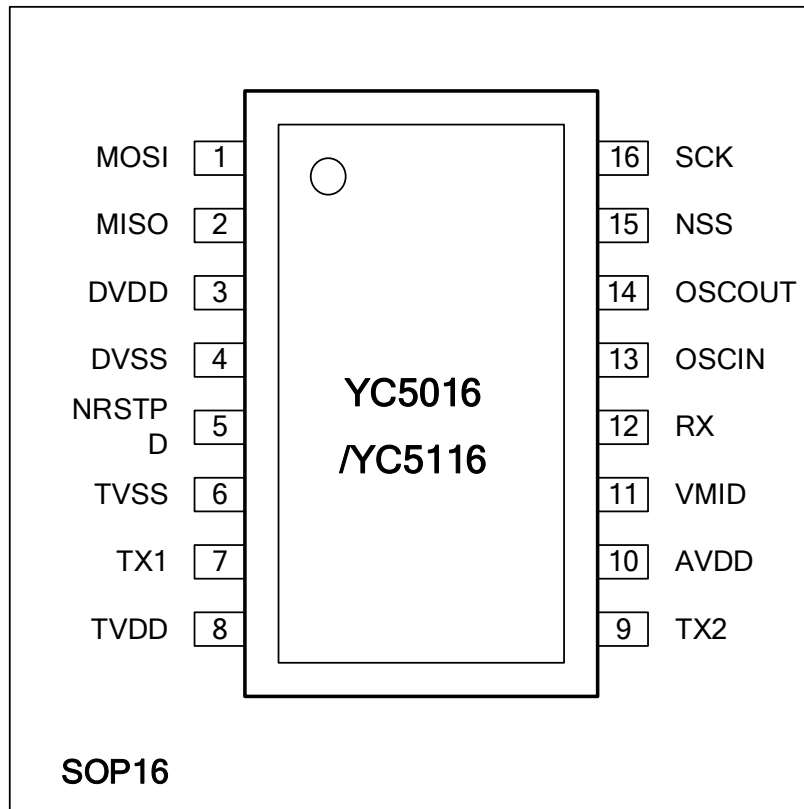 MOSI 1
MISO 2
DVDD 3
DVSS 4
NRSTP
D 5
TVSS 6
TX1 7
TVDD 8
YC5016
/YC5116
16 SCK
15 NSS
14 OSCOUT
13 OSCIN
12 RX
11 VMID
10 AVDD
9 TX2
SOP16